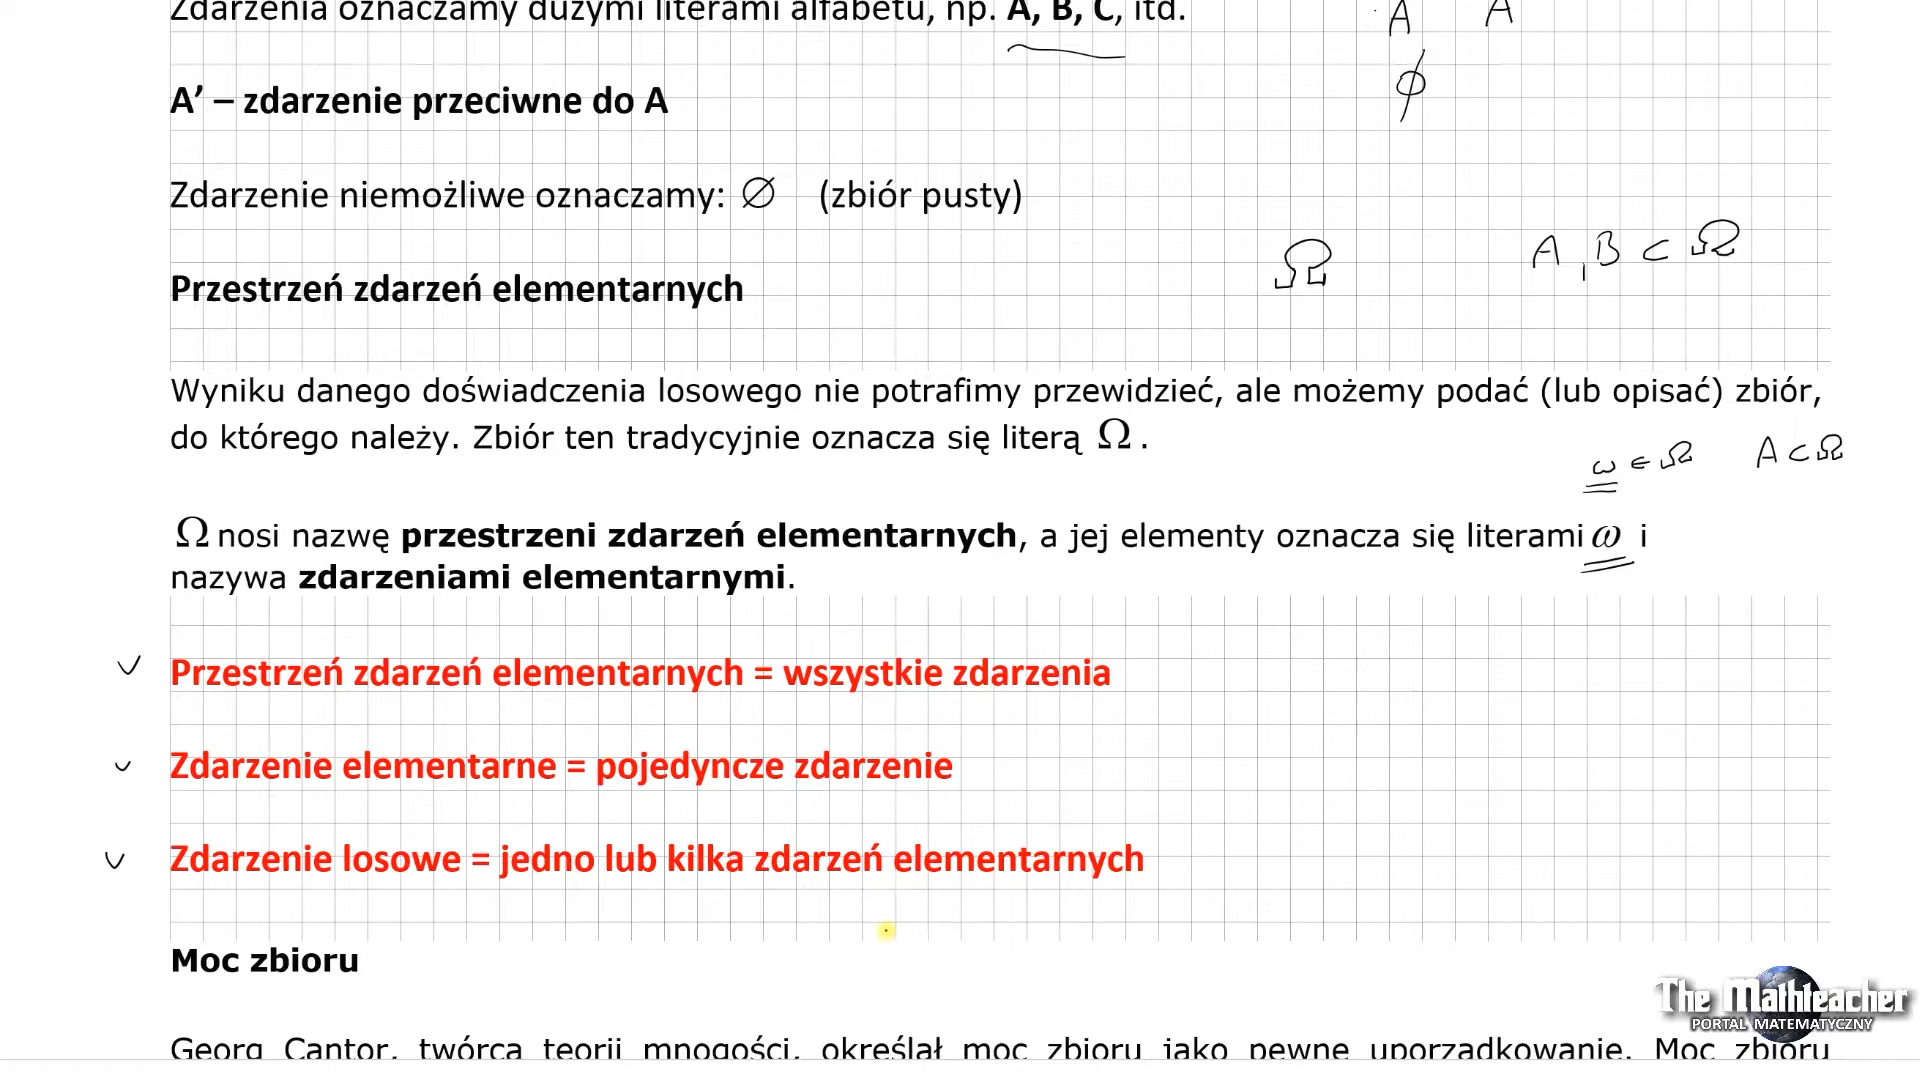 Zdarzenia oznaczamy dużymi literami alfabetu, np. A, B, C, itd.
A A
A’ – zdarzenie przeciwne do A
ϕ
Zdarzenie niemożliwe oznaczamy: ∅ (zbiór pusty)
Ω A, B ⊂ Ω
Przestrzeń zdarzeń elementarnych
Wyniku danego doświadczenia losowego nie potrafimy przewidzieć, ale możemy podać (lub opisać) zbiór,
do którego należy. Zbiór ten tradycyjnie oznacza się literą Ω.
ω ∈ Ω A ⊂ Ω
Ω nosi nazwę przestrzeni zdarzeń elementarnych, a jej elementy oznacza się literami ω i
nazywa zdarzeniami elementarnymi.
Przestrzeń zdarzeń elementarnych = wszystkie zdarzenia
Zdarzenie elementarne = pojedyncze zdarzenie
Zdarzenie losowe = jedno lub kilka zdarzeń elementarnych
Moc zbioru
Georg Cantor, twórca teorii mnogości, określał moc zbioru jako pewne uporządkowanie. Moc zbioru
The Mathteacher
PORTAL MATEMATYCZNY